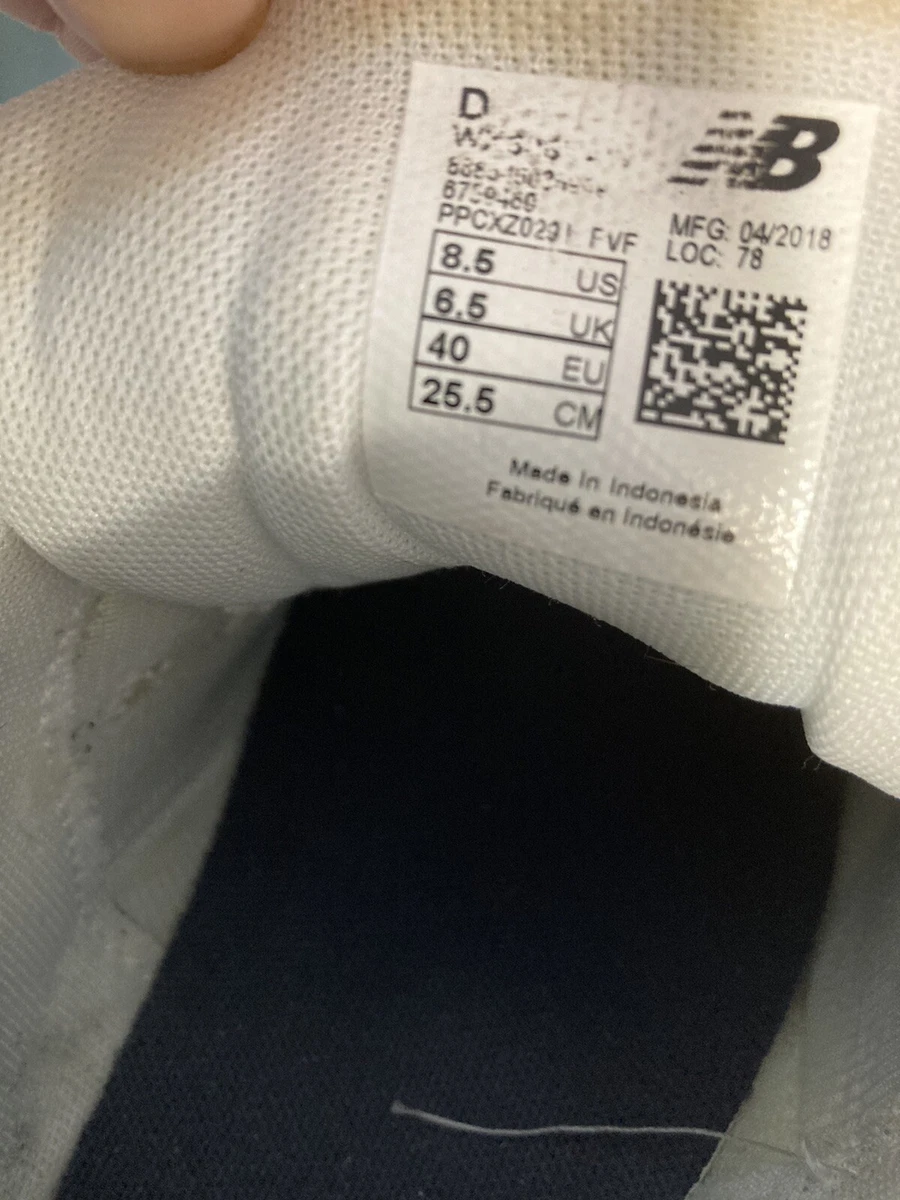 D
NB
FVF
MFG: 04/2018
LOC: 78
8.5 US
6.5 UK
40 EU
25.5 CM
Made in Indonesia
Fabriqué en Indonésie